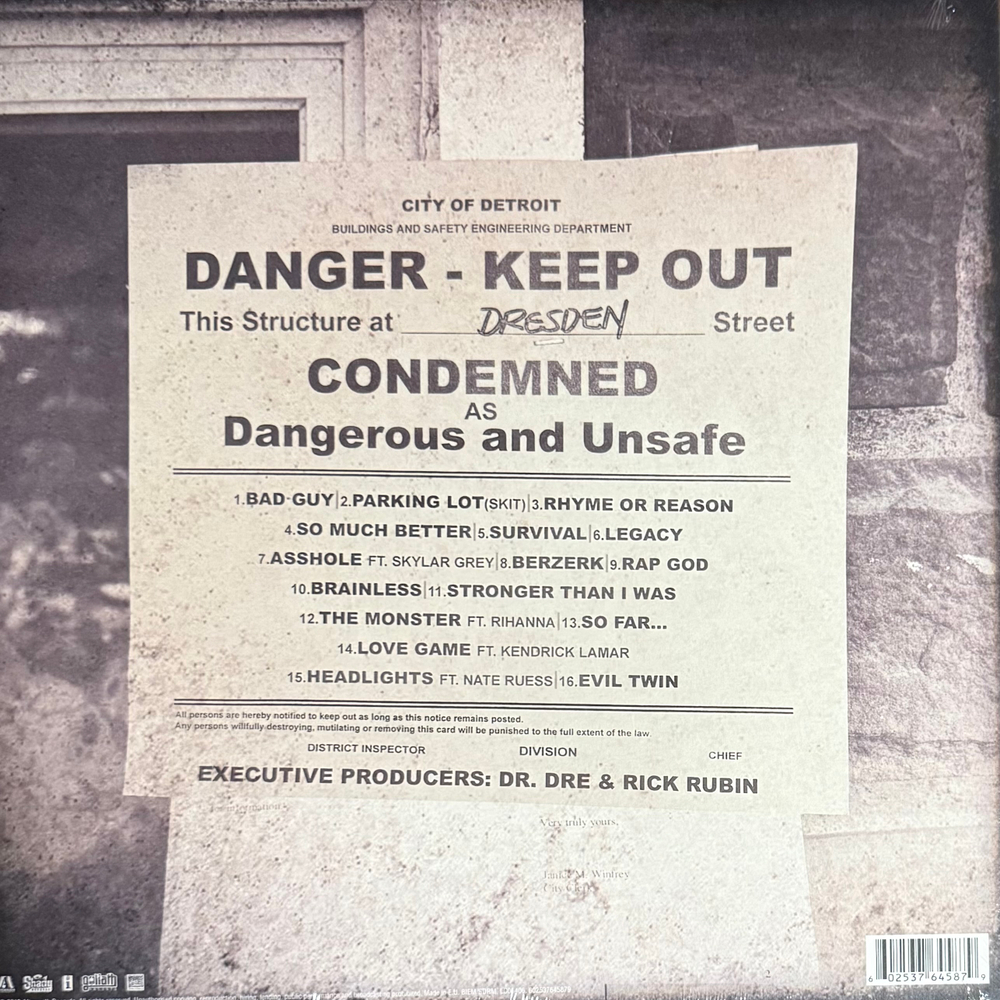 CITY OF DETROIT
BUILDINGS AND SAFETY ENGINEERING DEPARTMENT
DANGER - KEEP OUT
This Structure at DRESDEN Street
CONDEMNED
AS
Dangerous and Unsafe
1.BAD GUY|2.PARKING LOT(SKIT)|3.RHYME OR REASON
4.SO MUCH BETTER|5.SURVIVAL|6.LEGACY
7.ASSHOLE FT. SKYLAR GREY|8.BERZERK|9.RAP GOD
10.BRAINLESS|11.STRONGER THAN I WAS
12.THE MONSTER FT. RIHANNA|13.SO FAR...
14.LOVE GAME FT. KENDRICK LAMAR
15.HEADLIGHTS FT. NATE RUESS|16.EVIL TWIN
All persons are hereby notified to keep out as long as this notice remains posted.
Any persons willfully destroying, mutilating or removing this card will be punished to the full extent of the law.
DISTRICT INSPECTOR DIVISION CHIEF
EXECUTIVE PRODUCERS: DR. DRE & RICK RUBIN
Very truly yours,
Winfrey
City
Shady goliath
6 02537 64587 9